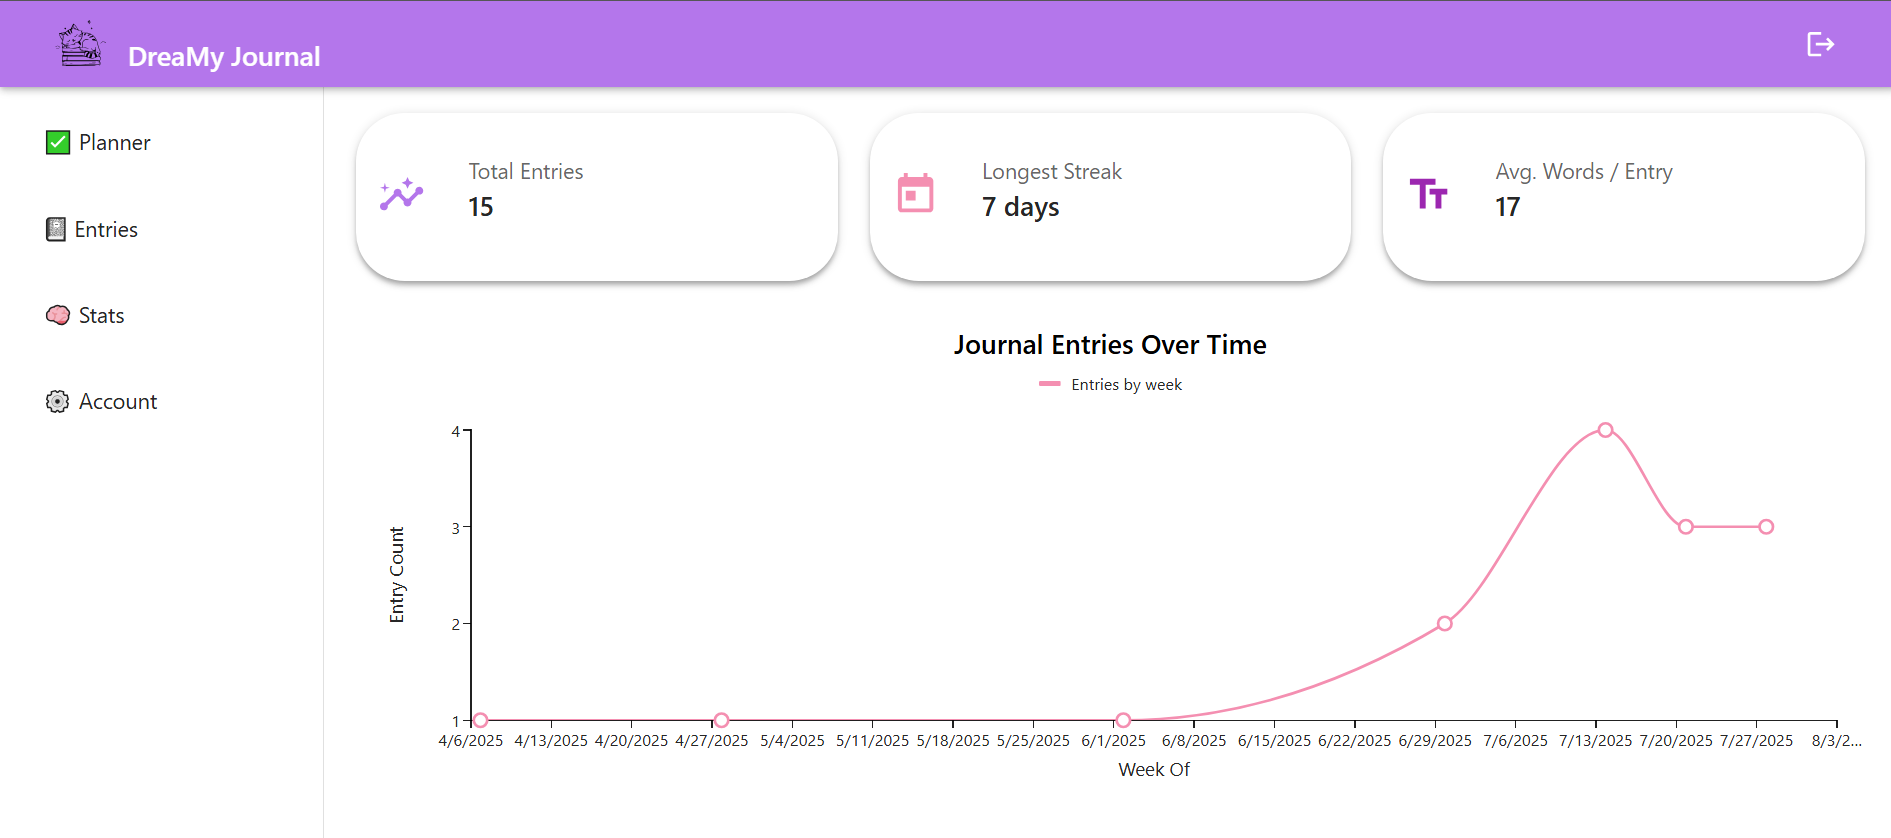 DreaMy Journal
Planner
Entries
Stats
Account
Total Entries
15
Longest Streak
7 days
Avg. Words / Entry
17
Journal Entries Over Time
Entries by week
Entry Count
4
3
2
1
4/6/2025 4/13/2025 4/20/2025 4/27/2025 5/4/2025 5/11/2025 5/18/2025 5/25/2025 6/1/2025 6/8/2025 6/15/2025 6/22/2025 6/29/2025 7/6/2025 7/13/2025 7/20/2025 7/27/2025 8/3/2...
Week Of